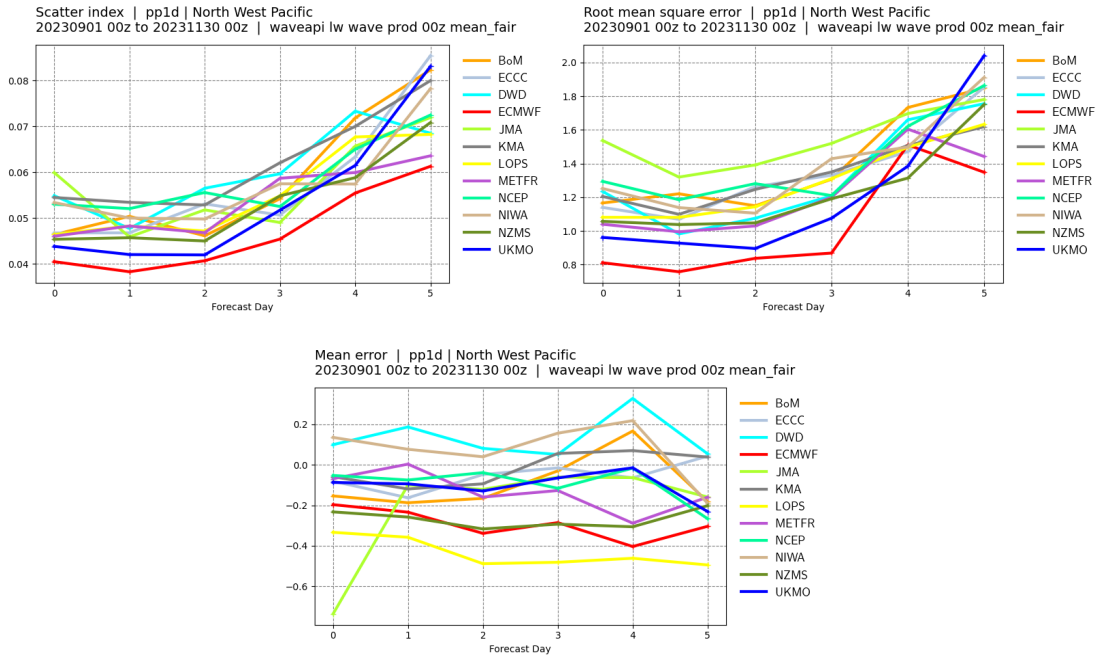 Scatter index | pp1d | North West Pacific
20230901 00z to 20231130 00z | waveapi lw wave prod 00z mean_fair
0.08
0.07
0.06
0.05
0.04
0 1 2 3 4 5
Forecast Day
BoM
ECCC
DWD
ECMWF
JMA
KMA
LOPS
METFR
NCEP
NIWA
NZMS
UKMO
Root mean square error | pp1d | North West Pacific
20230901 00z to 20231130 00z | waveapi lw wave prod 00z mean_fair
2.0
1.8
1.6
1.4
1.2
1.0
0.8
0 1 2 3 4 5
Forecast Day
BoM
ECCC
DWD
ECMWF
JMA
KMA
LOPS
METFR
NCEP
NIWA
NZMS
UKMO
Mean error | pp1d | North West Pacific
20230901 00z to 20231130 00z | waveapi lw wave prod 00z mean_fair
0.2
0.0
−0.2
−0.4
−0.6
0 1 2 3 4 5
Forecast Day
BoM
ECCC
DWD
ECMWF
JMA
KMA
LOPS
METFR
NCEP
NIWA
NZMS
UKMO